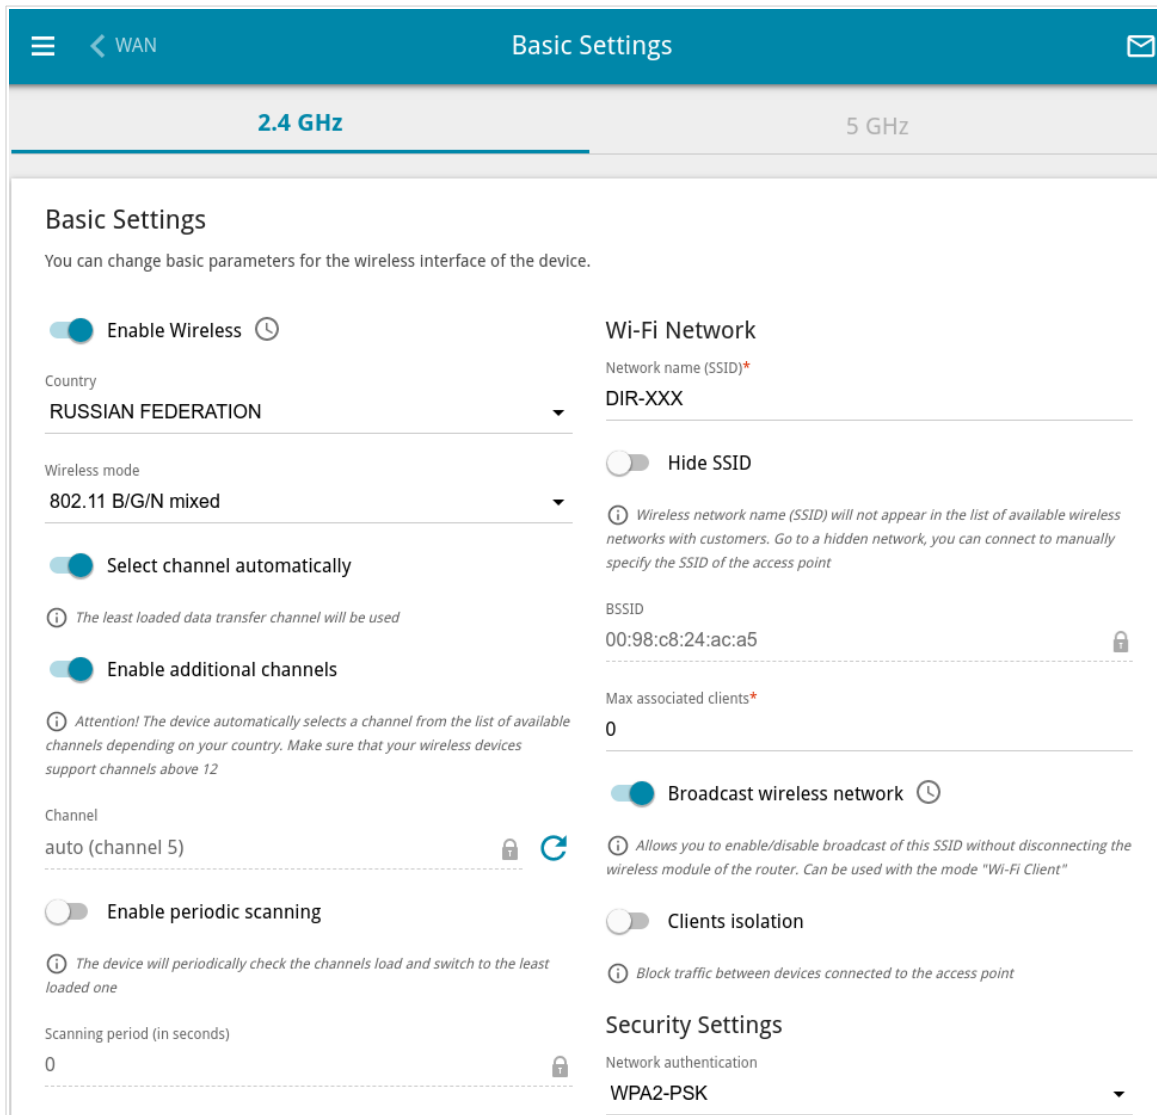 WAN
Basic Settings
2.4 GHz
5 GHz
Basic Settings
You can change basic parameters for the wireless interface of the device.
Enable Wireless
Country
RUSSIAN FEDERATION
Wireless mode
802.11 B/G/N mixed
Select channel automatically
The least loaded data transfer channel will be used
Enable additional channels
Attention! The device automatically selects a channel from the list of available
channels depending on your country. Make sure that your wireless devices
support channels above 12
Channel
auto (channel 5)
Enable periodic scanning
The device will periodically check the channels load and switch to the least
loaded one
Scanning period (in seconds)
0
Wi-Fi Network
Network name (SSID)*
DIR-XXX
Hide SSID
Wireless network name (SSID) will not appear in the list of available wireless
networks with customers. Go to a hidden network, you can connect to manually
specify the SSID of the access point
BSSID
00:98:c8:24:ac:a5
Max associated clients*
0
Broadcast wireless network
Allows you to enable/disable broadcast of this SSID without disconnecting the
wireless module of the router. Can be used with the mode "Wi-Fi Client"
Clients isolation
Block traffic between devices connected to the access point
Security Settings
Network authentication
WPA2-PSK